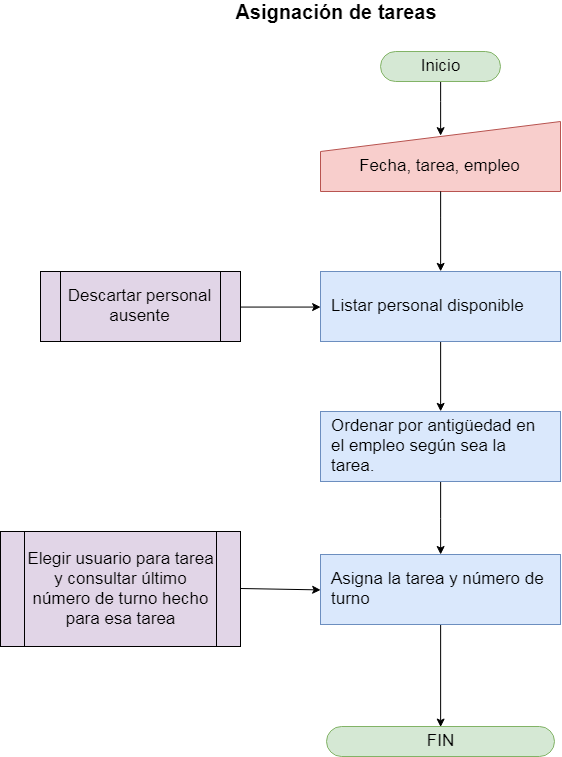 Asignación de tareas
Inicio
Fecha, tarea, empleo
Descartar personal
ausente
Listar personal disponible
Ordenar por antigüedad en
el empleo según sea la
tarea.
Elegir usuario para tarea
y consultar último
número de turno hecho
para esa tarea
Asigna la tarea y número de
turno
FIN